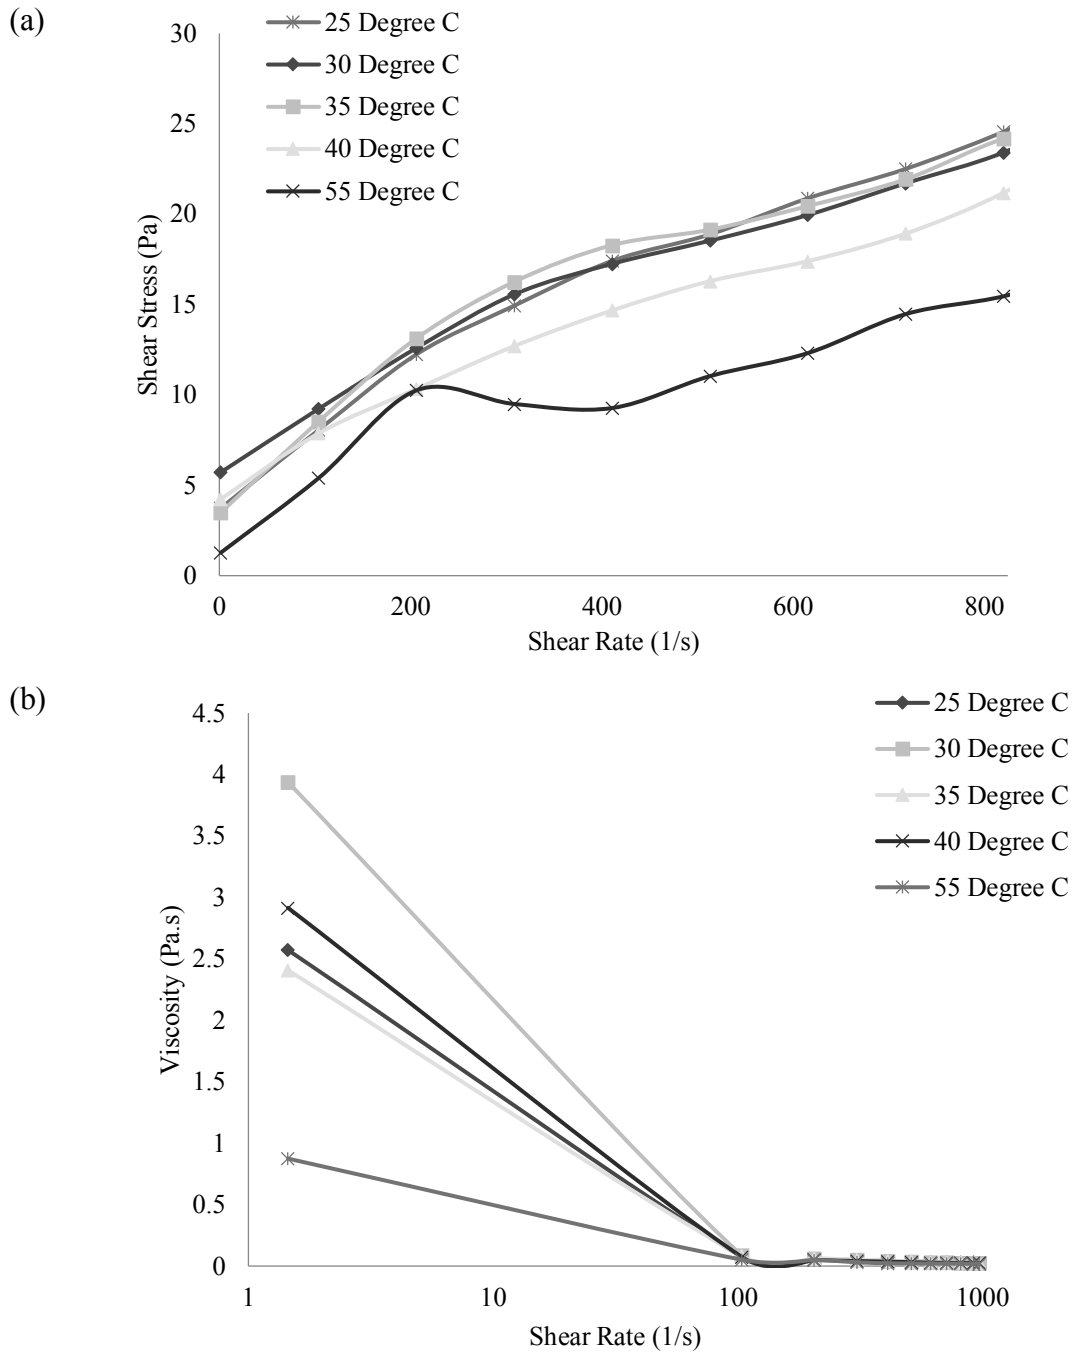 (a)
25 Degree C
30 Degree C
35 Degree C
40 Degree C
55 Degree C
30
25
20
15
10
5
0
Shear Stress (Pa)
0 200 400 600 800
Shear Rate (1/s)
(b)
25 Degree C
30 Degree C
35 Degree C
40 Degree C
55 Degree C
4.5
4
3.5
3
2.5
2
1.5
1
0.5
0
Viscosity (Pa.s)
1 10 100 1000
Shear Rate (1/s)